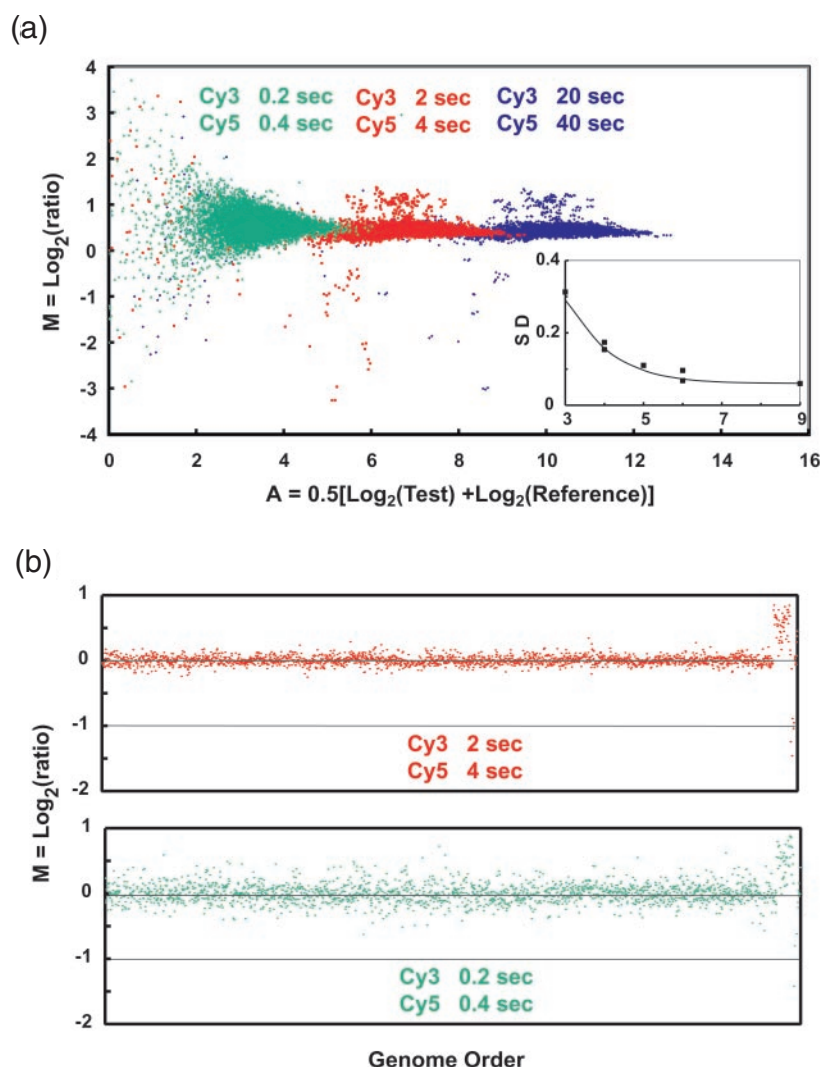 (a)
Cy3 0.2 sec Cy3 2 sec Cy3 20 sec
Cy5 0.4 sec Cy5 4 sec Cy5 40 sec
M = Log₂(ratio)
4
3
2
1
0
-1
-2
-3
-4
0 2 4 6 8 10 12 14 16
A = 0.5[Log₂(Test) +Log₂(Reference)]
S D
0.4
0.2
0
3 5 7 9
(b)
M = Log₂(ratio)
1
0
-1
-2
Cy3 2 sec
Cy5 4 sec
1
0
-1
-2
Cy3 0.2 sec
Cy5 0.4 sec
Genome Order